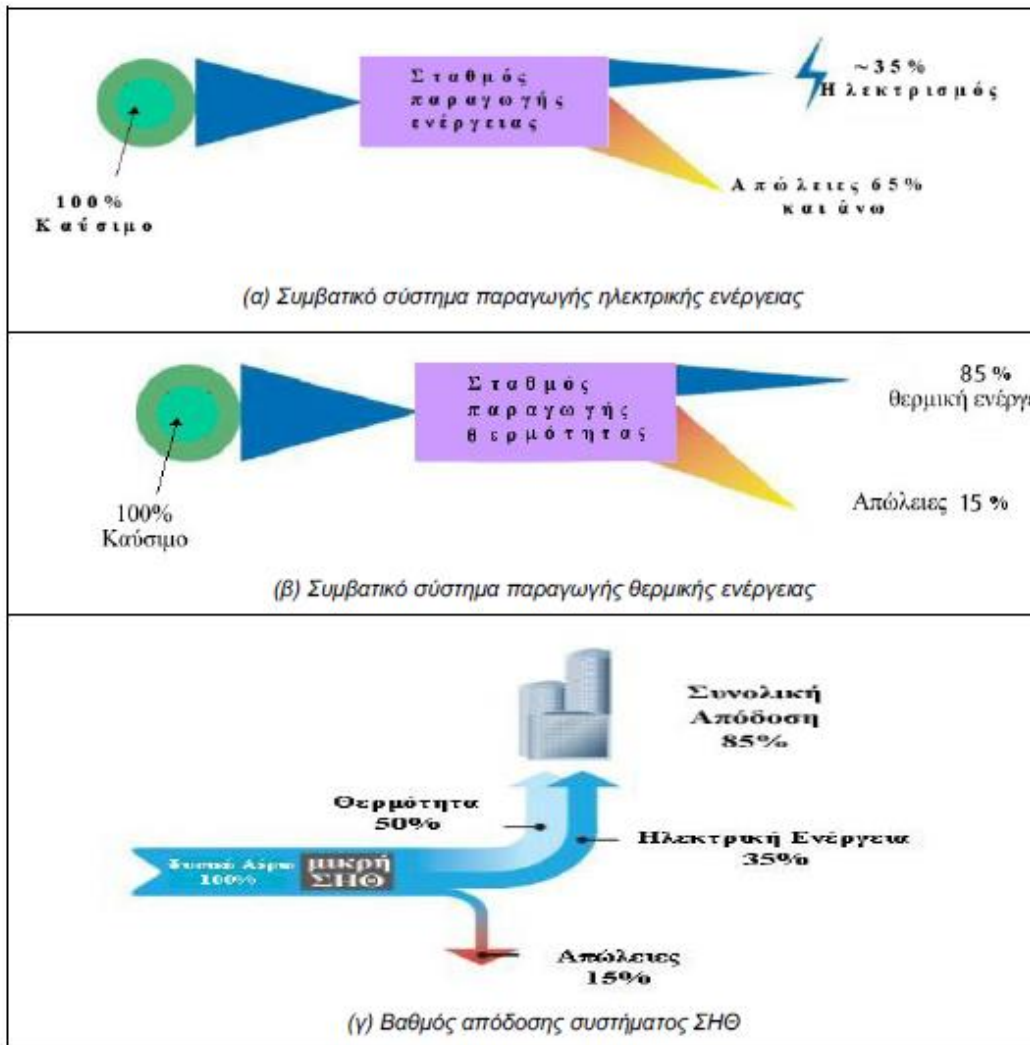 Σταθμός
παραγωγής
ενέργειας
~35%
Ηλεκτρισμός
100%
Καύσιμο
Απώλειες 65%
και άνω
(α) Συμβατικό σύστημα παραγωγής ηλεκτρικής ενέργειας
Σταθμός
παραγωγής
θερμότητας
85%
θερμική ενέργε
100%
Καύσιμο
Απώλειες 15%
(β) Συμβατικό σύστημα παραγωγής θερμικής ενέργειας
Συνολική
Απόδοση
85%
Θερμότητα
50%
Ηλεκτρική Ενέργεια
35%
100%
μικρή
ΣΗΘ
Απώλειες
15%
(γ) Βαθμός απόδοσης συστήματος ΣΗΘ